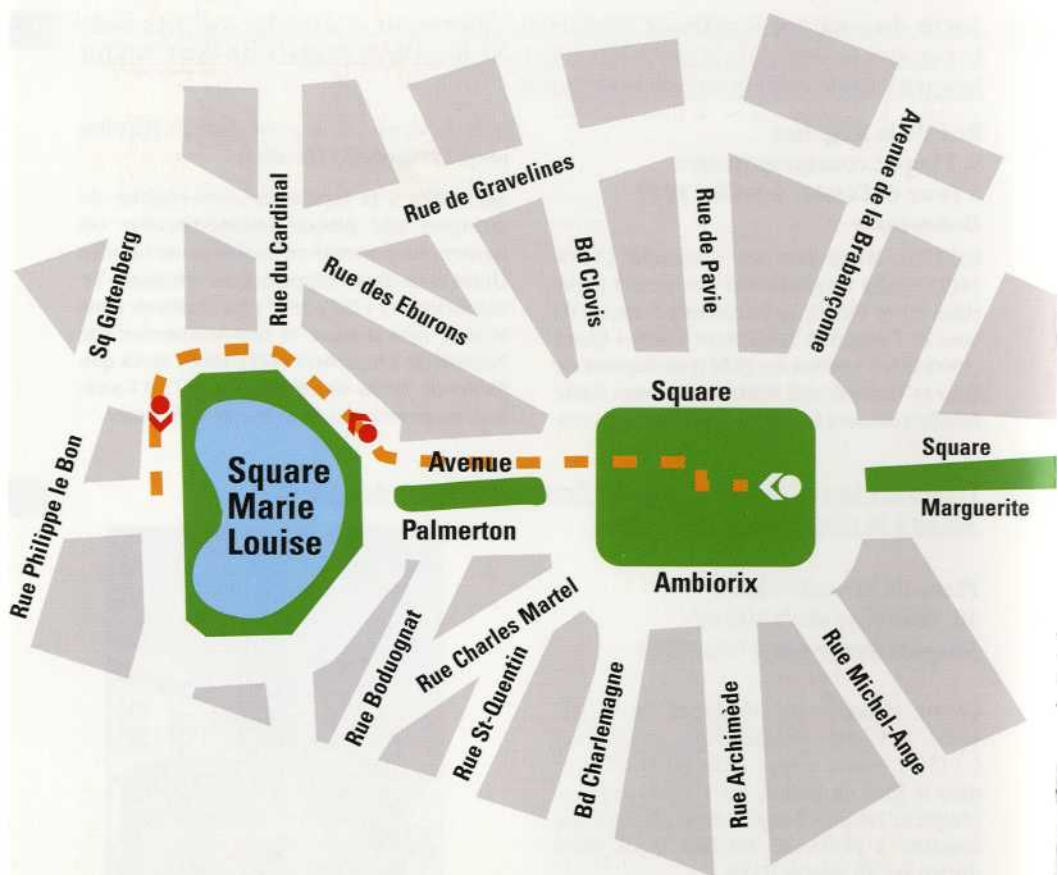 Avenue de la Brabançonne
Rue de Gravelines
Rue du Cardinal
Rue de Pavie
Bd Clovis
Sq Gutenberg
Rue des Eburons
Square
Avenue
Square
Square
Marie
Louise
Marguerite
Palmerton
Rue Philippe le Bon
Ambiorix
Rue Charles Martel
Rue Boduognat
Rue St-Quentin
Rue Michel-Ange
Bd Charlemagne
Rue Archimède